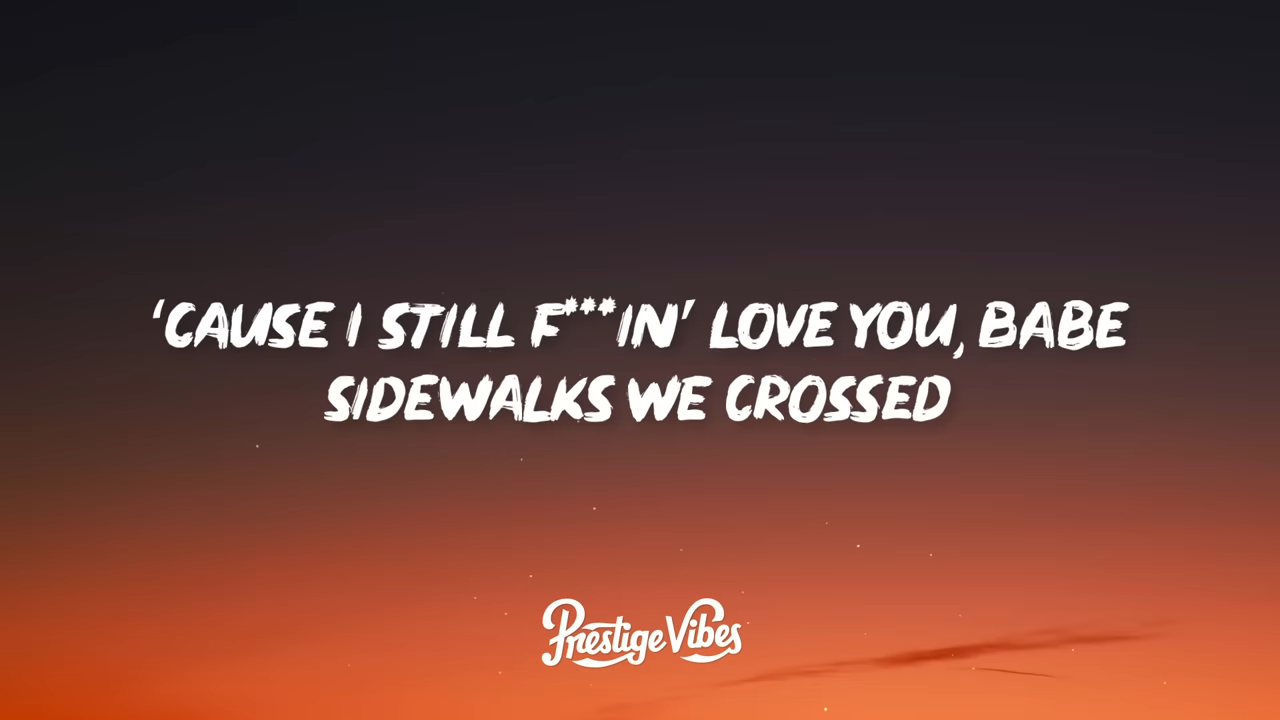 ‘CAUSE I STILL F***IN’ LOVE YOU, BABE
SIDEWALKS WE CROSSED
Prestige Vibes